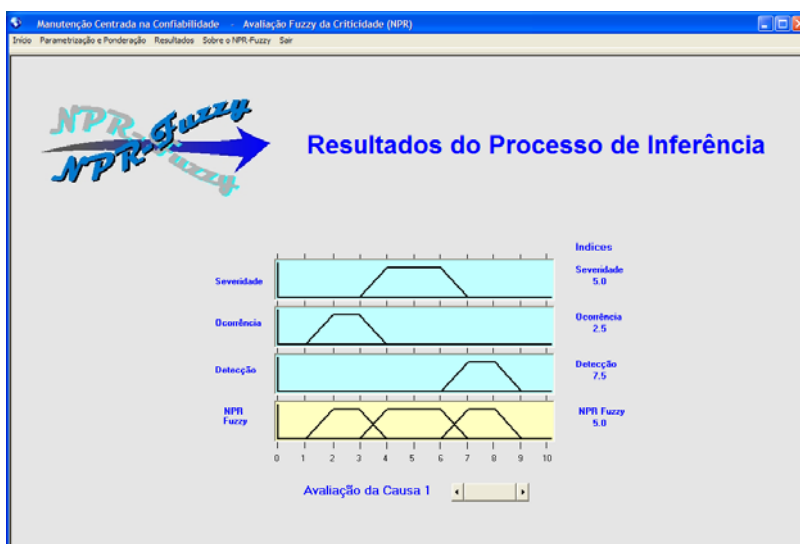 Manutenção Centrada na Confiabilidade - Avaliação Fuzzy da Criticidade (NPR)
Início Parametrização e Ponderação Resultados Sobre o NPR-Fuzzy Sair
NPR-Fuzzy
NPR-Fuzzy
Resultados do Processo de Inferência
Indices
Severidade
Severidade
5.0
Ocorrência
Ocorrência
2.5
Detecção
Detecção
7.5
NPR
Fuzzy
NPR Fuzzy
5.0
0 1 2 3 4 5 6 7 8 9 10
Avaliação da Causa 1